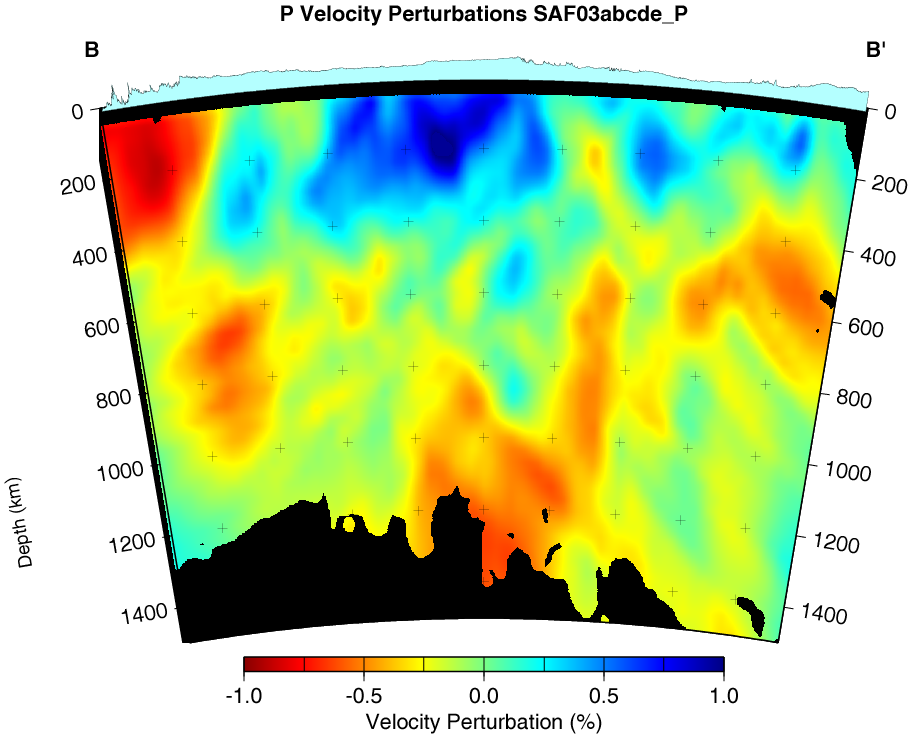 P Velocity Perturbations SAF03abcde_P
B
B'
0
0
200
200
400
400
600
600
800
800
1000
1000
1200
1200
1400
1400
Depth (km)
-1.0 -0.5 0.0 0.5 1.0
Velocity Perturbation (%)